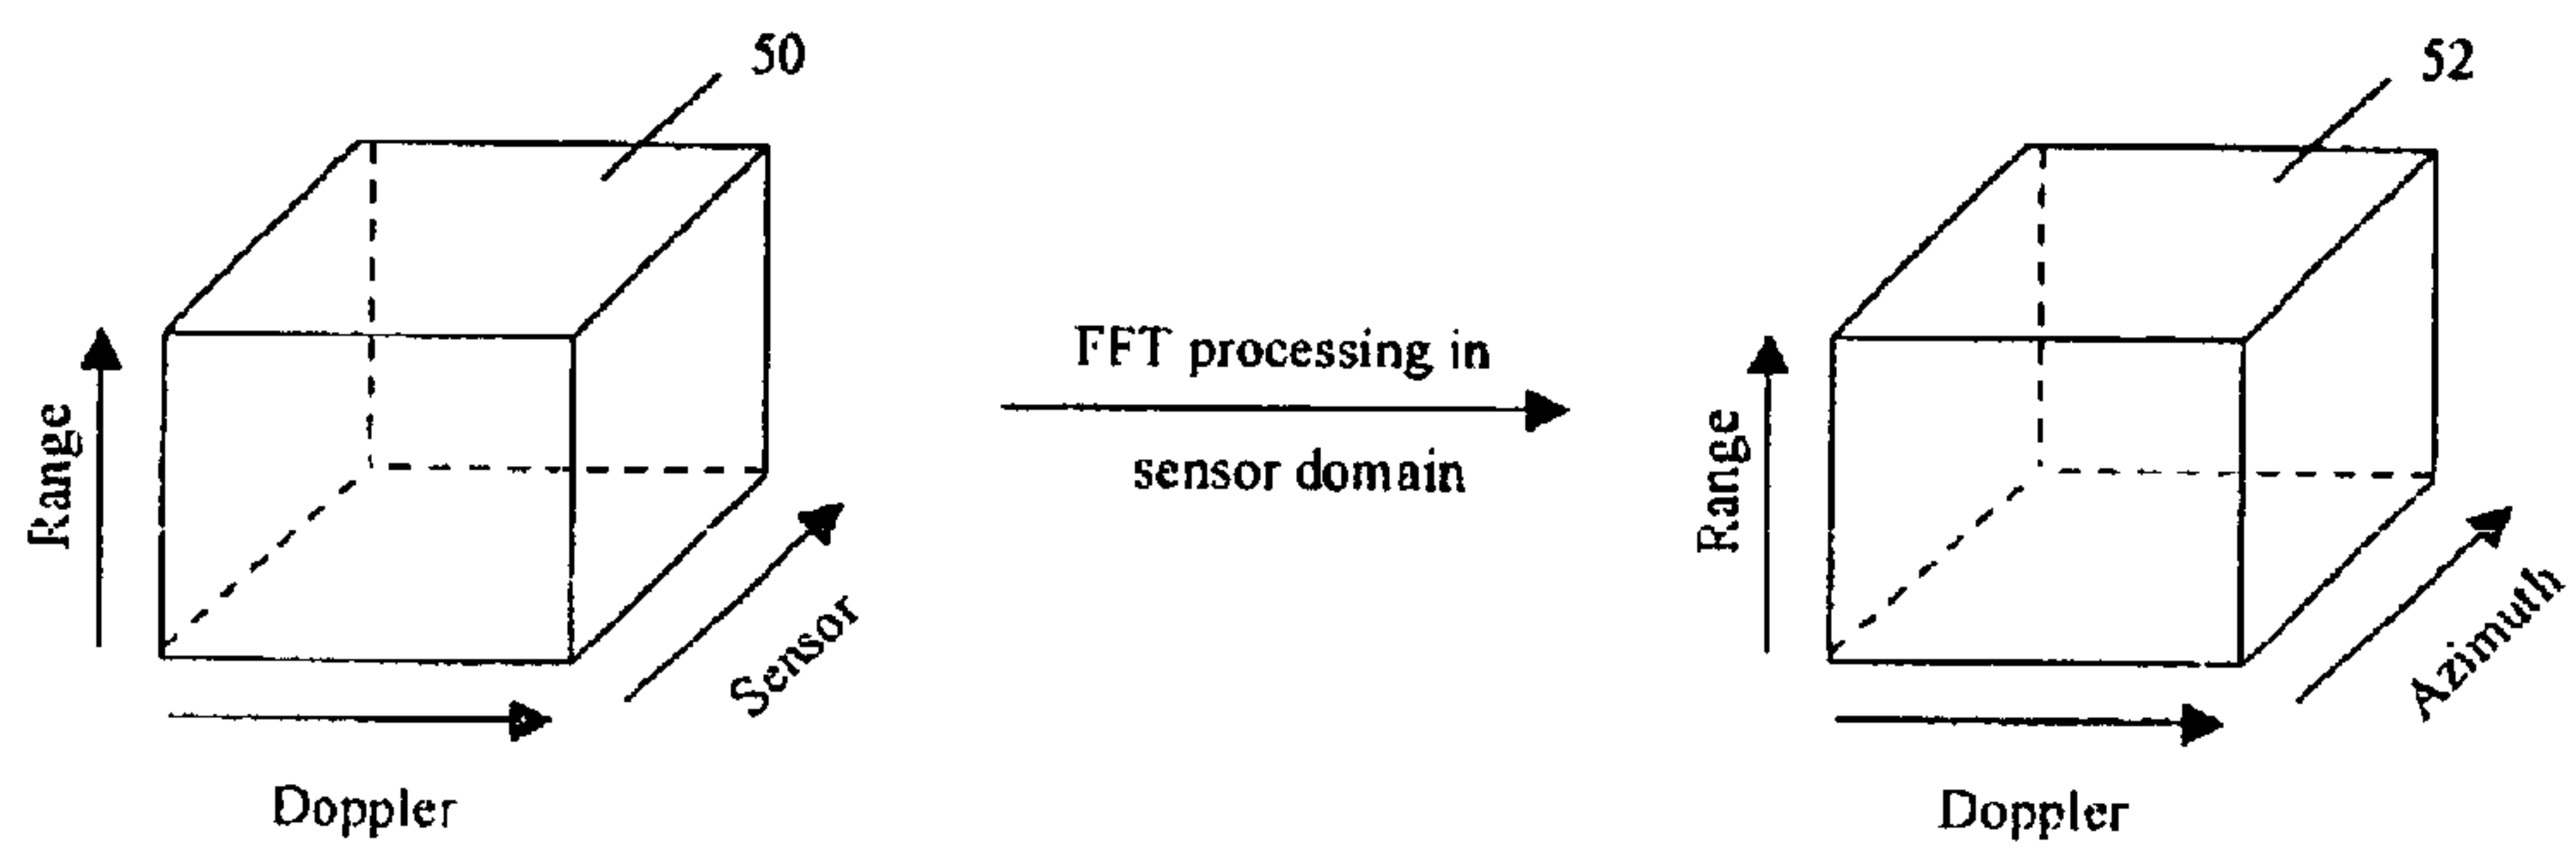 50
52
Range
FFT processing in
sensor domain
Range
Sensor
Azimuth
Doppler
Doppler